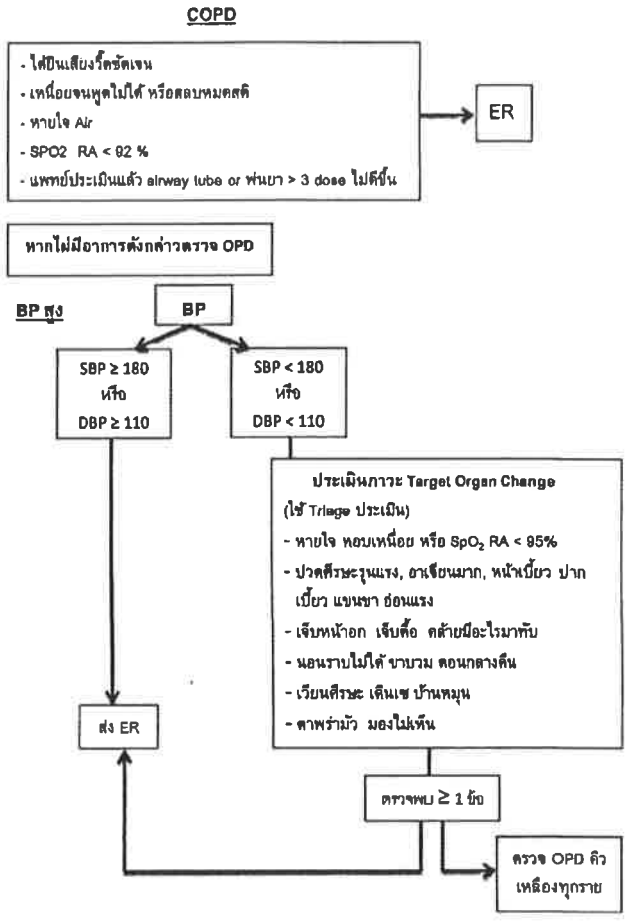 COPD
- ได้ยินเสียงวี๊ดชัดเจน
- เหนื่อยจนพูดไม่ได้ หรือสลบหมดสติ
- หายใจ Air
- SPO2 RA < 92 %
- แพทย์ประเมินแล้ว airway tube or พ่นยา > 3 dose ไม่ดีขึ้น
ER
หากไม่มีอาการดังกล่าวตรวจ OPD
BP สูง
BP
SBP ≥ 180
หรือ
DBP ≥ 110
SBP < 180
หรือ
DBP < 110
ประเมินภาวะ Target Organ Change
(ใช้ Triage ประเมิน)
- หายใจ หอบเหนื่อย หรือ SpO₂ RA < 95%
- ปวดศีรษะรุนแรง, อาเจียนมาก, หน้าเบี้ยว ปาก
เบี้ยว แขนขา อ่อนแรง
- เจ็บหน้าอก เจ็บตื้อ คล้ายมีอะไรมาทับ
- นอนราบไม่ได้ ขาบวม ตอนกลางคืน
- เวียนศีรษะ เดินเซ บ้านหมุน
- ตาพร่ามัว มองไม่เห็น
ส่ง ER
ตรวจพบ ≥ 1 ข้อ
ตรวจ OPD คิว
เหลืองทุกราย